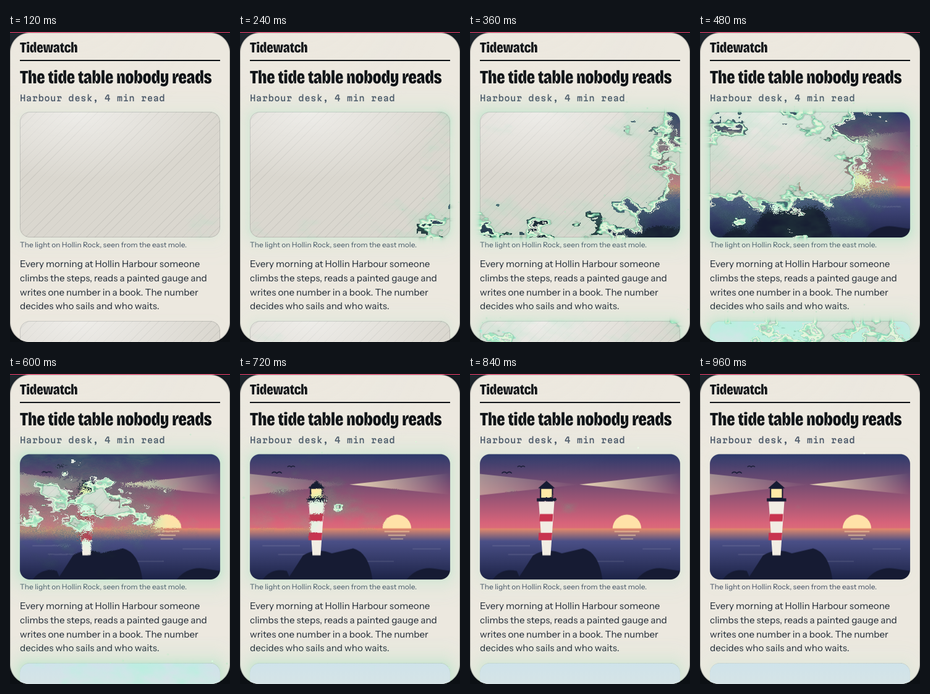 t = 120 ms
Tidewatch
The tide table nobody reads
Harbour desk, 4 min read
The light on Hollin Rock, seen from the east mole.
Every morning at Hollin Harbour someone
climbs the steps, reads a painted gauge and
writes one number in a book. The number
decides who sails and who waits.
t = 240 ms
Tidewatch
The tide table nobody reads
Harbour desk, 4 min read
The light on Hollin Rock, seen from the east mole.
Every morning at Hollin Harbour someone
climbs the steps, reads a painted gauge and
writes one number in a book. The number
decides who sails and who waits.
t = 360 ms
Tidewatch
The tide table nobody reads
Harbour desk, 4 min read
The light on Hollin Rock, seen from the east mole.
Every morning at Hollin Harbour someone
climbs the steps, reads a painted gauge and
writes one number in a book. The number
decides who sails and who waits.
t = 480 ms
Tidewatch
The tide table nobody reads
Harbour desk, 4 min read
The light on Hollin Rock, seen from the east mole.
Every morning at Hollin Harbour someone
climbs the steps, reads a painted gauge and
writes one number in a book. The number
decides who sails and who waits.
t = 600 ms
Tidewatch
The tide table nobody reads
Harbour desk, 4 min read
The light on Hollin Rock, seen from the east mole.
Every morning at Hollin Harbour someone
climbs the steps, reads a painted gauge and
writes one number in a book. The number
decides who sails and who waits.
t = 720 ms
Tidewatch
The tide table nobody reads
Harbour desk, 4 min read
The light on Hollin Rock, seen from the east mole.
Every morning at Hollin Harbour someone
climbs the steps, reads a painted gauge and
writes one number in a book. The number
decides who sails and who waits.
t = 840 ms
Tidewatch
The tide table nobody reads
Harbour desk, 4 min read
The light on Hollin Rock, seen from the east mole.
Every morning at Hollin Harbour someone
climbs the steps, reads a painted gauge and
writes one number in a book. The number
decides who sails and who waits.
t = 960 ms
Tidewatch
The tide table nobody reads
Harbour desk, 4 min read
The light on Hollin Rock, seen from the east mole.
Every morning at Hollin Harbour someone
climbs the steps, reads a painted gauge and
writes one number in a book. The number
decides who sails and who waits.